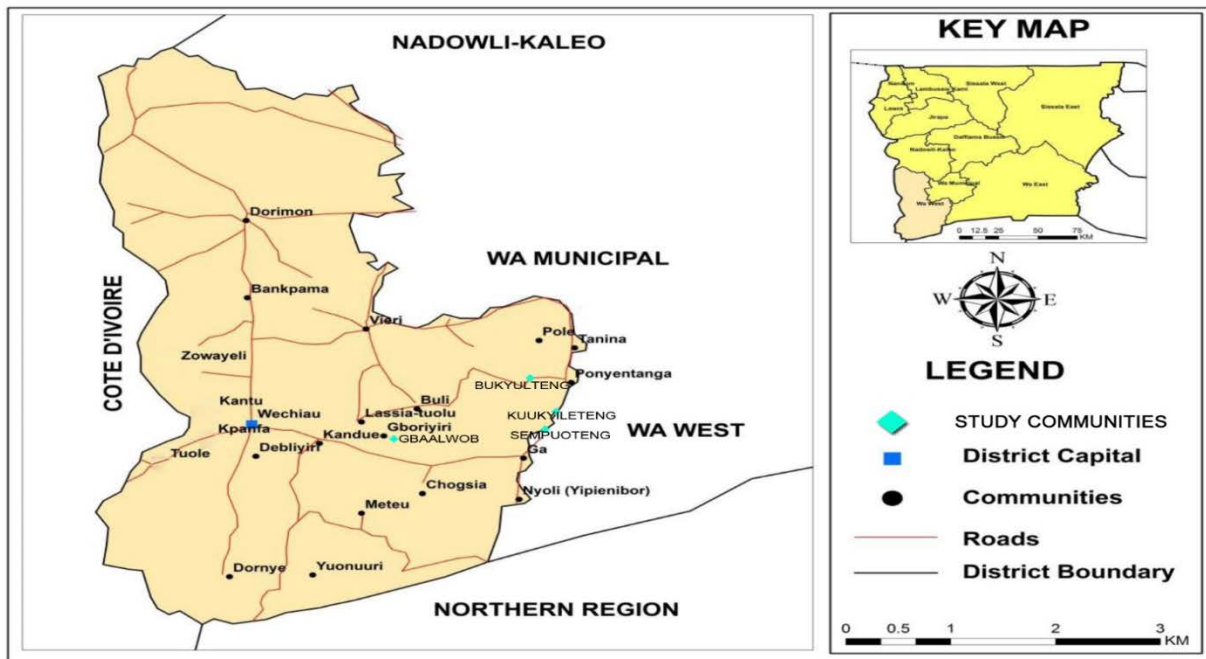 NADOWLI-KALEO
Dorimon
WA MUNICIPAL
COTE D'IVOIRE
Bankpama
Vieri
Pole
Tanina
Zowayeli
Ponyentanga
BUKYULTENG
Kantu
Buli
Wechiau
Lassia-tuolu
KUUKYILETENG
Kpanfa
Kandue
Gboriyiri
SEMPUOTENG
WA WEST
GBAALWOB
Debliyiri
Tuole
Ga
Chogsia
Nyoli (Yipienibor)
Meteu
Dornye
Yuonuuri
NORTHERN REGION
KEY MAP
Nandom
Sissala West
Lambussie Karni
Sissala East
Lawra
Jirapa
Daffiama Bussie
Nadowli-Kaleo
Wa Municipal
Wa East
Wa West
0 12.5 25 50 75
KM
N
W E
S
LEGEND
STUDY COMMUNITIES
District Capital
Communities
Roads
District Boundary
0 0.5 1 2 3
KM